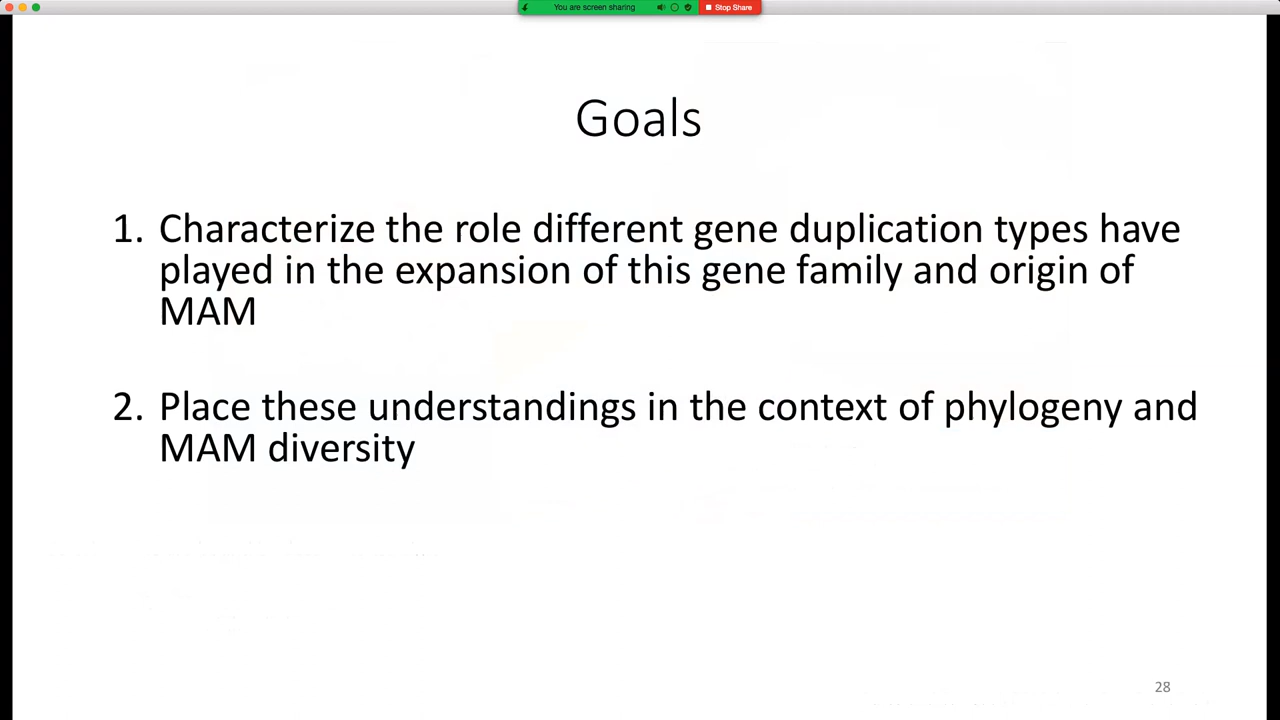 You are screen sharing
Stop Share
Goals
1. Characterize the role different gene duplication types have
played in the expansion of this gene family and origin of
MAM
2. Place these understandings in the context of phylogeny and
MAM diversity
28